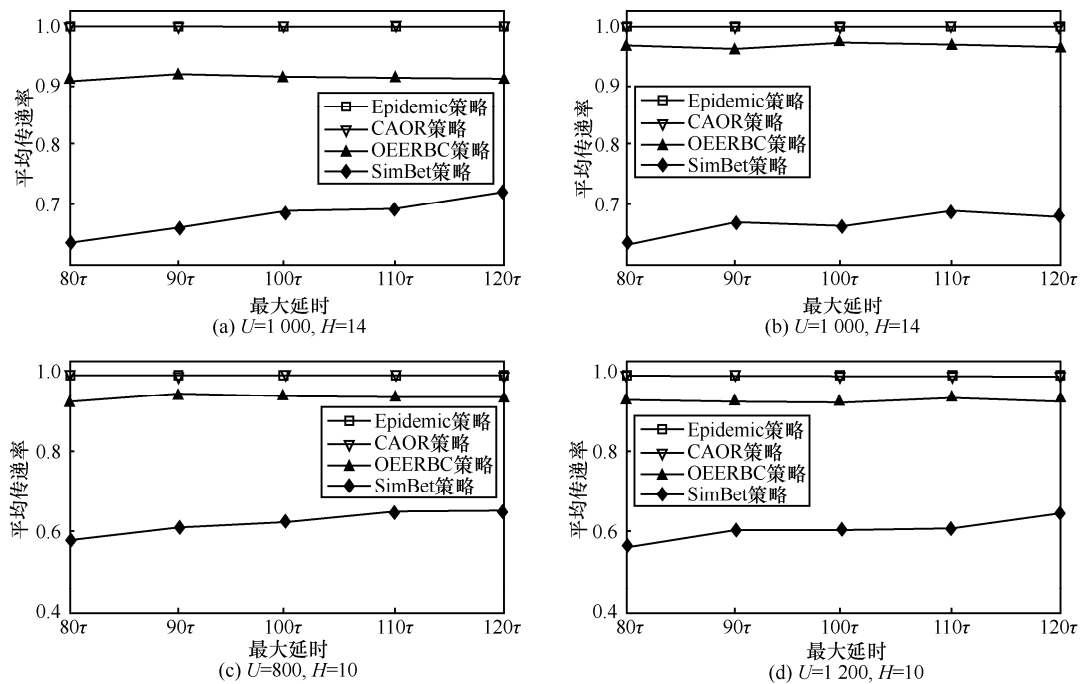 平均传递率
1.0
0.9
0.8
0.7
Epidemic策略
CAOR策略
OEERBC策略
SimBet策略
80τ 90τ 100τ 110τ 120τ
最大延时
(a) U=1 000, H=14
平均传递率
1.0
0.9
0.8
0.7
Epidemic策略
CAOR策略
OEERBC策略
SimBet策略
80τ 90τ 100τ 110τ 120τ
最大延时
(b) U=1 000, H=14
平均传递率
1.0
0.8
0.6
0.4
Epidemic策略
CAOR策略
OEERBC策略
SimBet策略
80τ 90τ 100τ 110τ 120τ
最大延时
(c) U=800, H=10
平均传递率
1.0
0.8
0.6
0.4
Epidemic策略
CAOR策略
OEERBC策略
SimBet策略
80τ 90τ 100τ 110τ 120τ
最大延时
(d) U=1 200, H=10